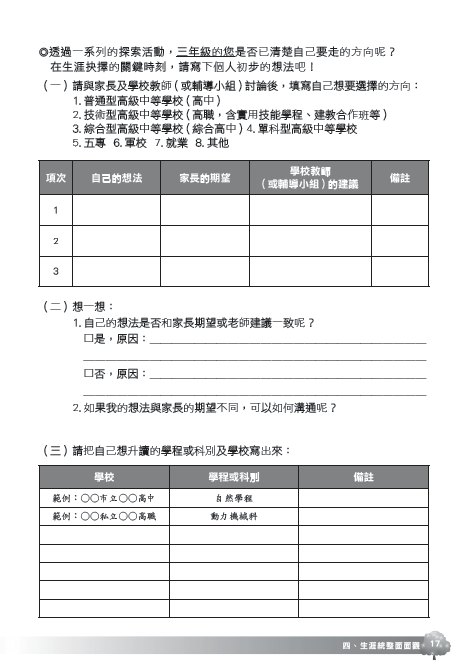 ◎透過一系列的探索活動，三年級的您是否已清楚自己要走的方向呢？
在生涯抉擇的關鍵時刻，請寫下個人初步的想法吧！
（一）請與家長及學校教師（或輔導小組）討論後，填寫自己想要選擇的方向：
1.普通型高級中等學校（高中）
2.技術型高級中等學校（高職，含實用技能學程、建教合作班等）
3.綜合型高級中等學校（綜合高中）4.單科型高級中等學校
5.五專 6.軍校 7.就業 8.其他
項次 自己的想法 家長的期望 學校教師（或輔導小組）的建議 備註
1
2
3
（二）想一想：
1.自己的想法是否和家長期望或老師建議一致呢？
□是，原因：
□否，原因：
2.如果我的想法與家長的期望不同，可以如何溝通呢？
（三）請把自己想升讀的學程或科別及學校寫出來：
學校 學程或科別 備註
範例：○○市立○○高中 自然學程
範例：○○私立○○高職 動力機械科
四、生涯統整面面觀 17